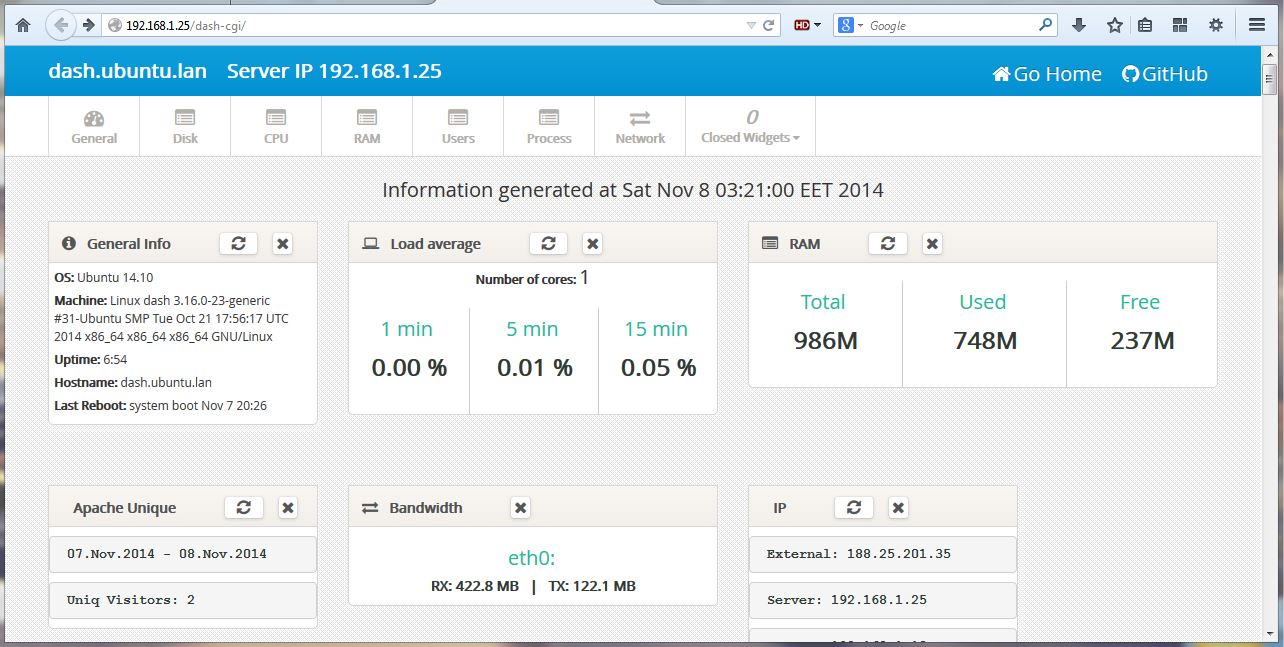 192.168.1.25/dash-cgi/
HD
8
Google
dash.ubuntu.lan Server IP 192.168.1.25
Go Home GitHub
General
Disk
CPU
RAM
Users
Process
Network
0
Closed Widgets
Information generated at Sat Nov 8 03:21:00 EET 2014
General Info
OS: Ubuntu 14.10
Machine: Linux dash 3.16.0-23-generic
#31-Ubuntu SMP Tue Oct 21 17:56:17 UTC
2014 x86_64 x86_64 x86_64 GNU/Linux
Uptime: 6:54
Hostname: dash.ubuntu.lan
Last Reboot: system boot Nov 7 20:26
Load average
Number of cores: 1
1 min 5 min 15 min
0.00 % 0.01 % 0.05 %
RAM
Total Used Free
986M 748M 237M
Apache Unique
07.Nov.2014 - 08.Nov.2014
Uniq Visitors: 2
Bandwidth
eth0:
RX: 422.8 MB | TX: 122.1 MB
IP
External: 188.25.201.35
Server: 192.168.1.25